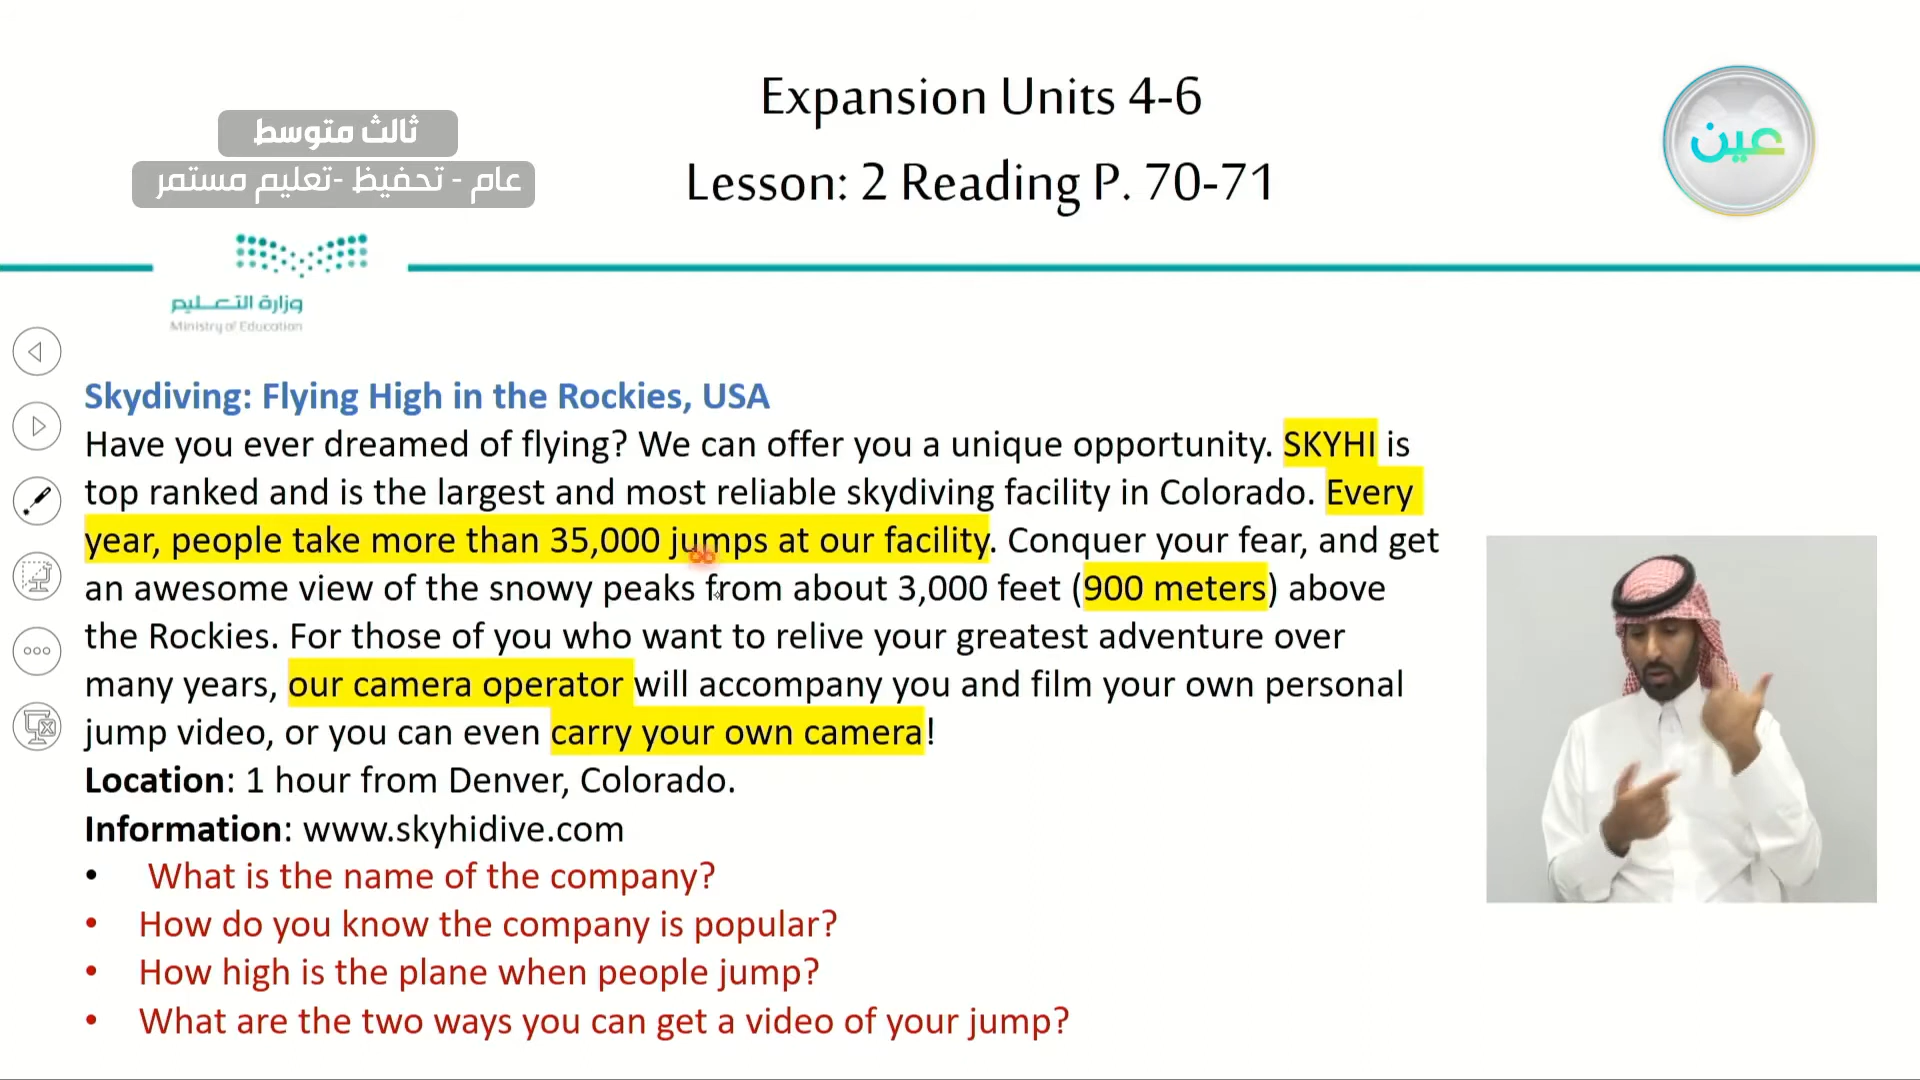 Expansion Units 4-6
Lesson: 2 Reading P. 70-71
ثالث متوسط
عام - تحفيظ -تعليم مستمر
عين
وزارة التعليم
Ministry of Education
Skydiving: Flying High in the Rockies, USA
Have you ever dreamed of flying? We can offer you a unique opportunity. SKYHI is
top ranked and is the largest and most reliable skydiving facility in Colorado. Every
year, people take more than 35,000 jumps at our facility. Conquer your fear, and get
an awesome view of the snowy peaks from about 3,000 feet (900 meters) above
the Rockies. For those of you who want to relive your greatest adventure over
many years, our camera operator will accompany you and film your own personal
jump video, or you can even carry your own camera!
Location: 1 hour from Denver, Colorado.
Information: www.skyhidive.com
• What is the name of the company?
• How do you know the company is popular?
• How high is the plane when people jump?
• What are the two ways you can get a video of your jump?